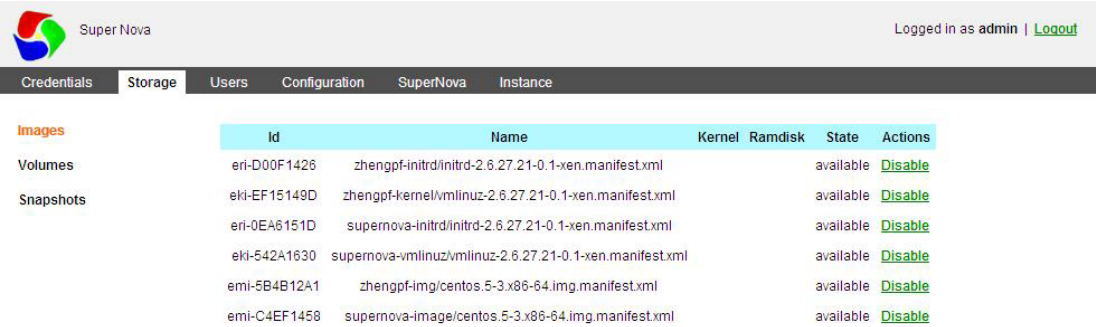 Super Nova
Logged in as admin | Logout
Credentials Storage Users Configuration SuperNova Instance
Images
Volumes
Snapshots
Id Name Kernel Ramdisk State Actions
eri-D00F1426 zhengpf-initrd/initrd-2.6.27.21-0.1-xen.manifest.xml available Disable
eki-EF15149D zhengpf-kernel/vmlinuz-2.6.27.21-0.1-xen.manifest.xml available Disable
eri-0EA6151D supernova-initrd/initrd-2.6.27.21-0.1-xen.manifest.xml available Disable
eki-542A1630 supernova-vmlinuz/vmlinuz-2.6.27.21-0.1-xen.manifest.xml available Disable
emi-5B4B12A1 zhengpf-img/centos.5-3.x86-64.img.manifest.xml available Disable
emi-C4EF1458 supernova-image/centos.5-3.x86-64.img.manifest.xml available Disable